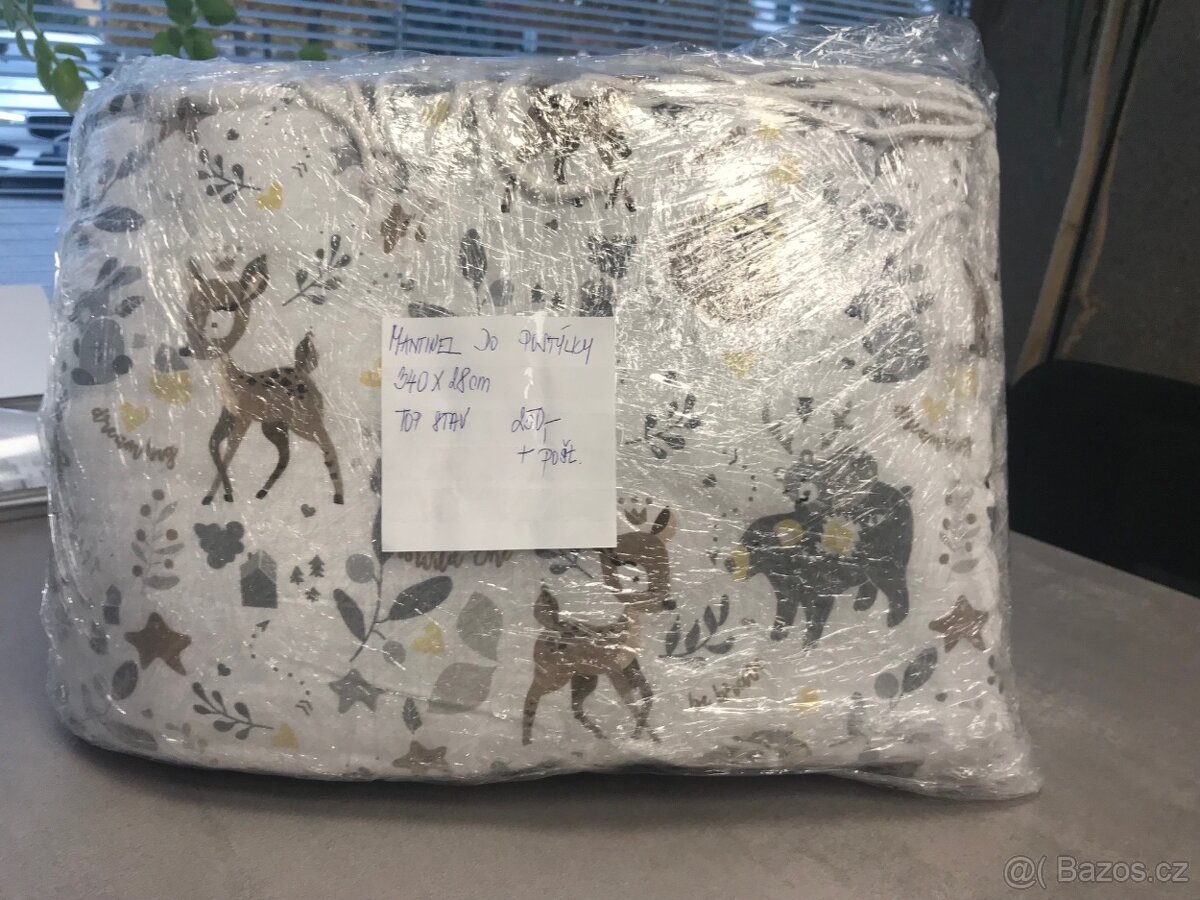 MANTINEL DO POSTÝLKY
340 X 28cm
TOP STAV 250,-
+ POŠT.
@( Bazos.cz